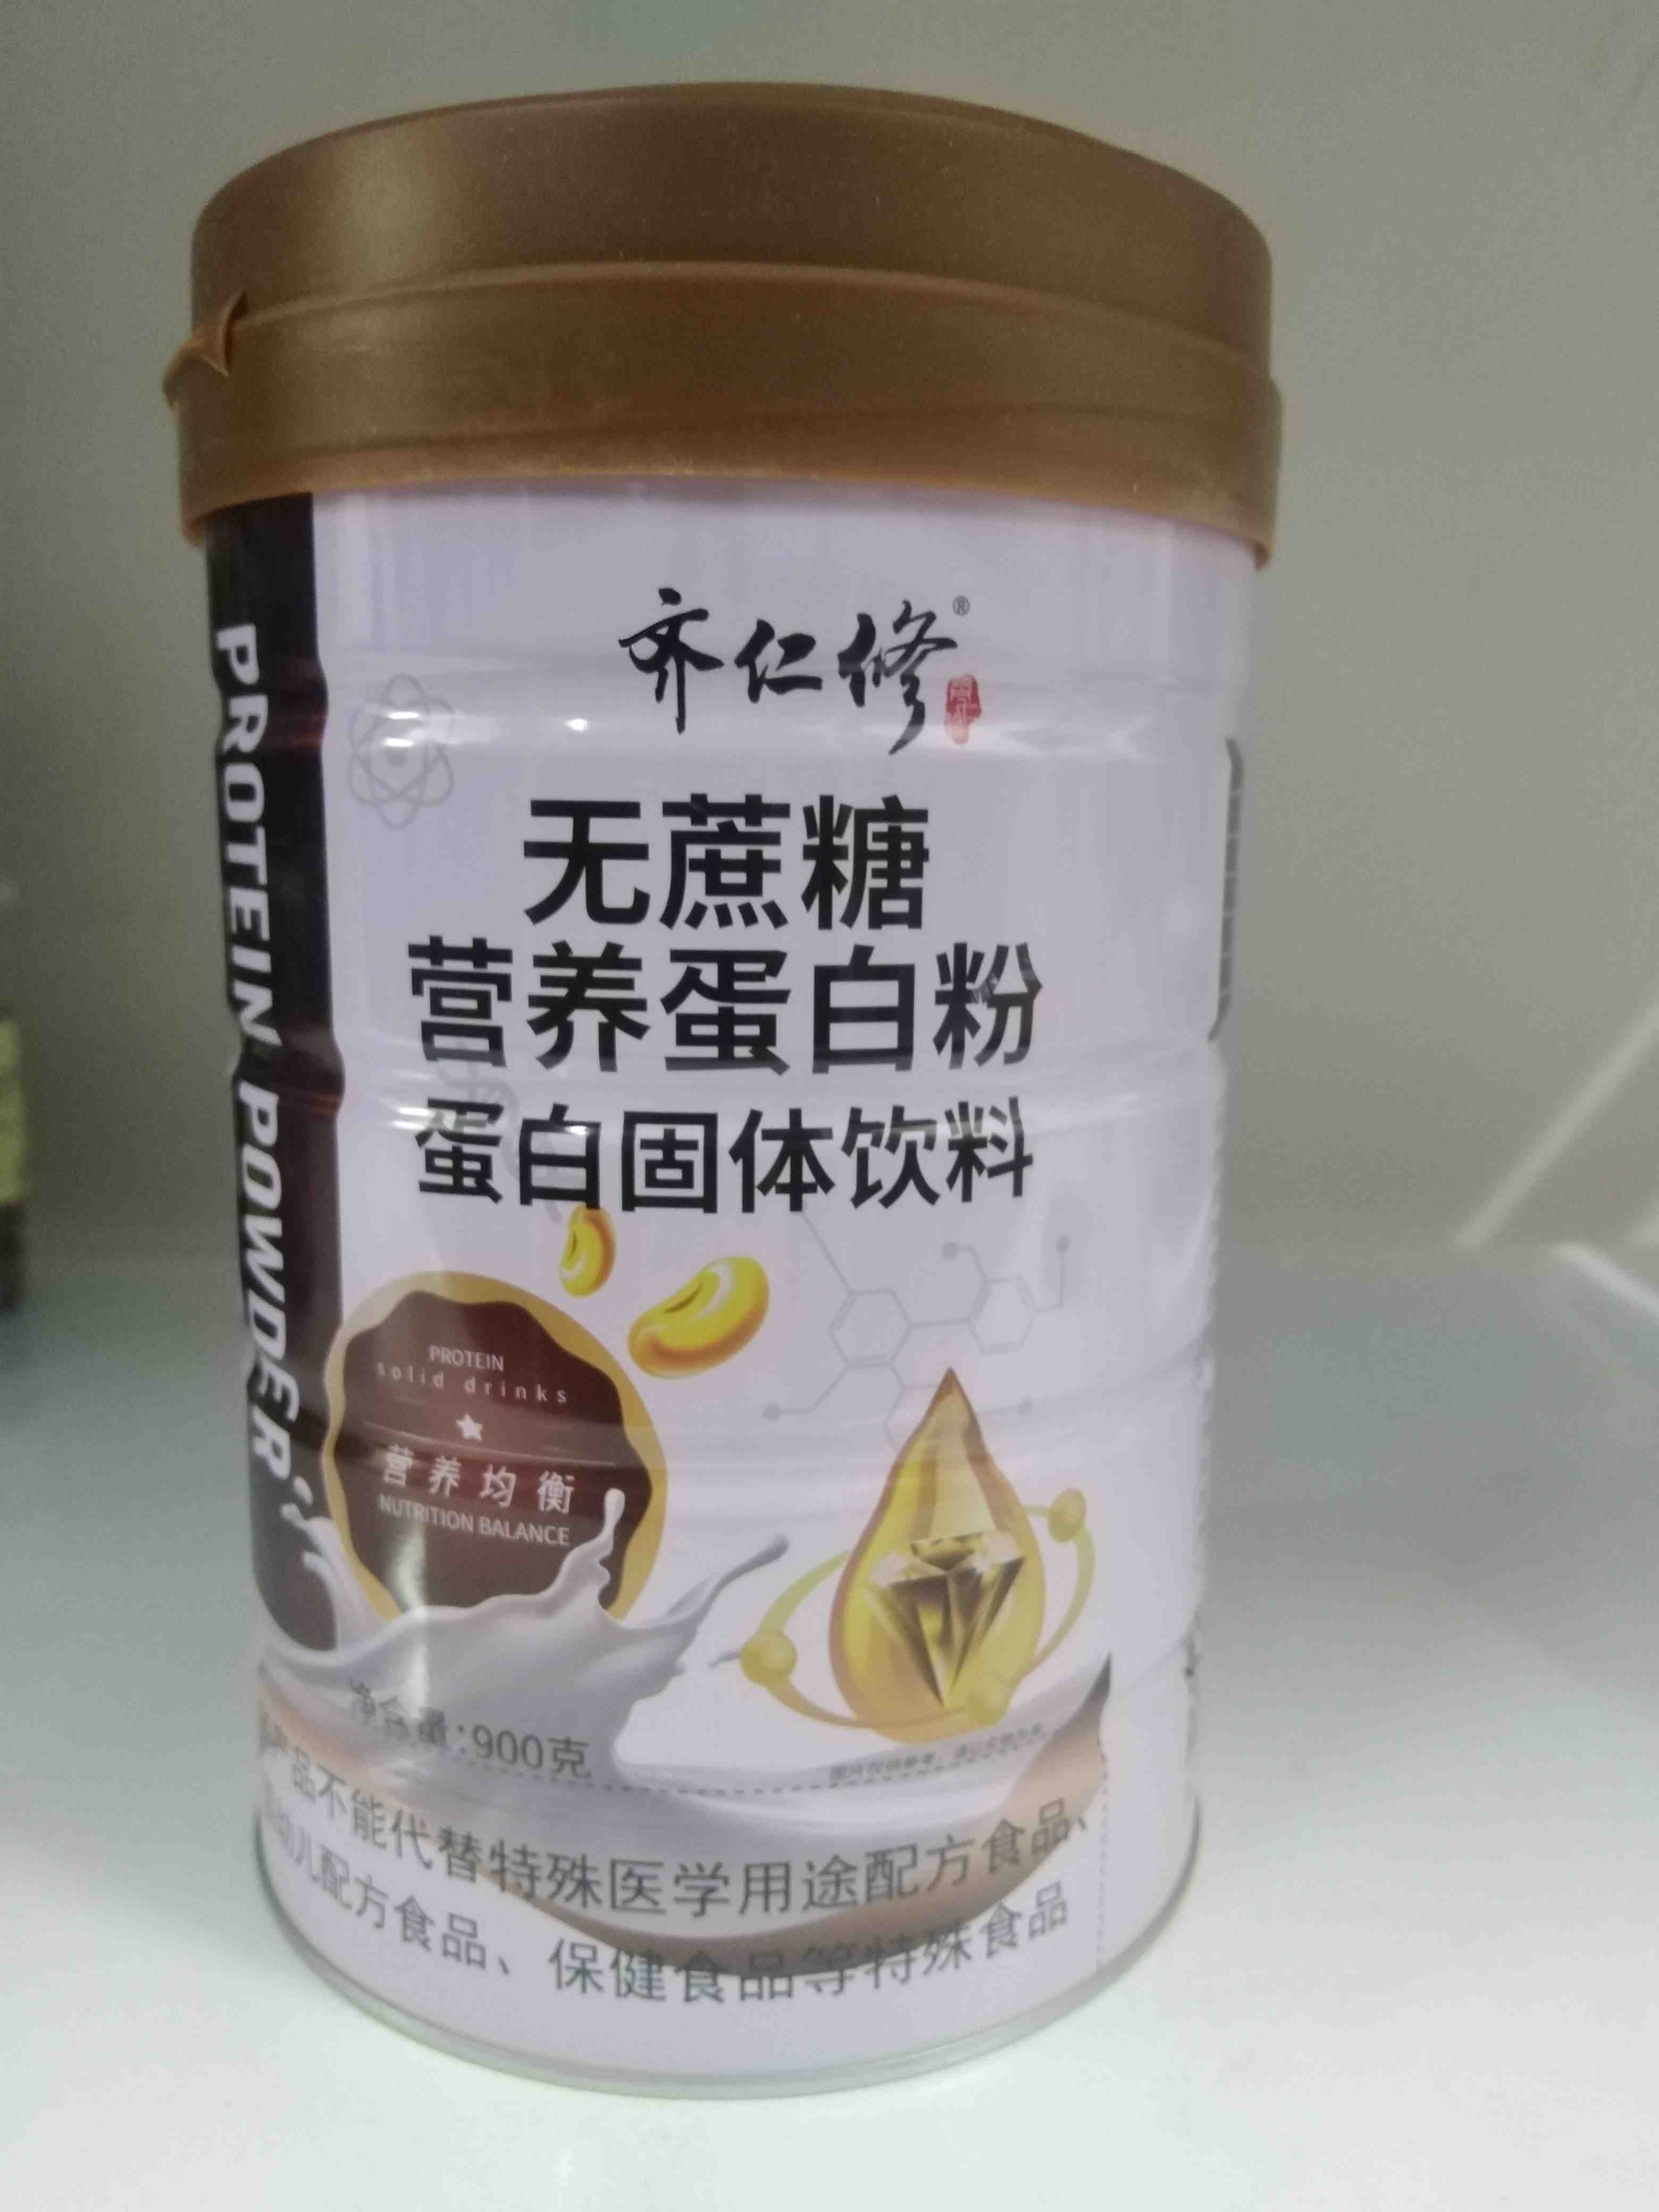 齐仁修®
无蔗糖
营养蛋白粉
蛋白固体饮料
PROTEIN POWDER
PROTEIN
solid drinks
营养均衡
NUTRITION BALANCE
净含量:900克
产品不能代替特殊医学用途配方食品、
幼儿配方食品、保健食品等特殊食品